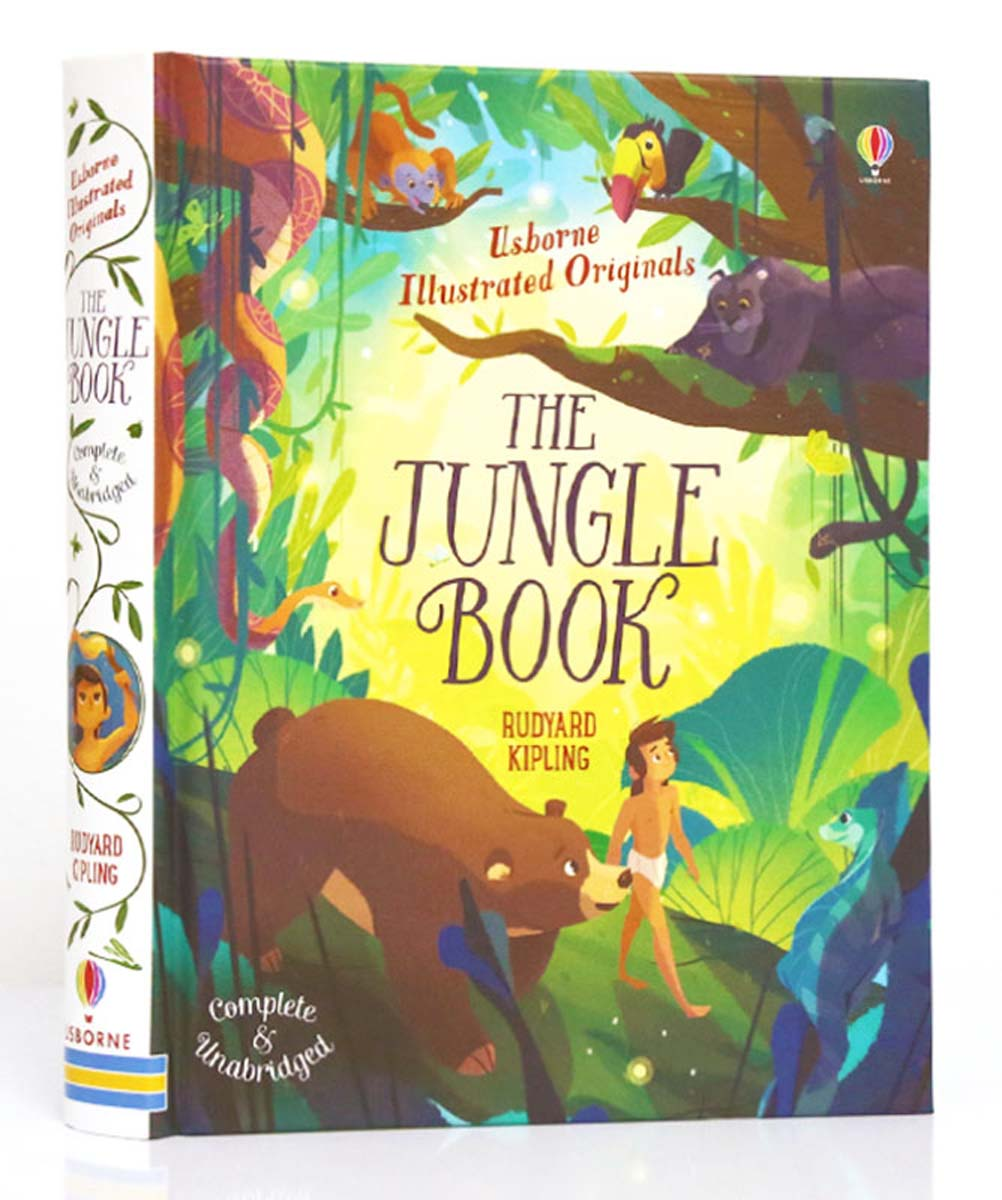 Usborne
Illustrated
Originals
THE
JUNGLE
BOOK
Complete
&
Unabridged
RUDYARD
KIPLING
USBORNE
USBORNE
Usborne
Illustrated Originals
THE
JUNGLE
BOOK
RUDYARD
KIPLING
Complete
&
Unabridged